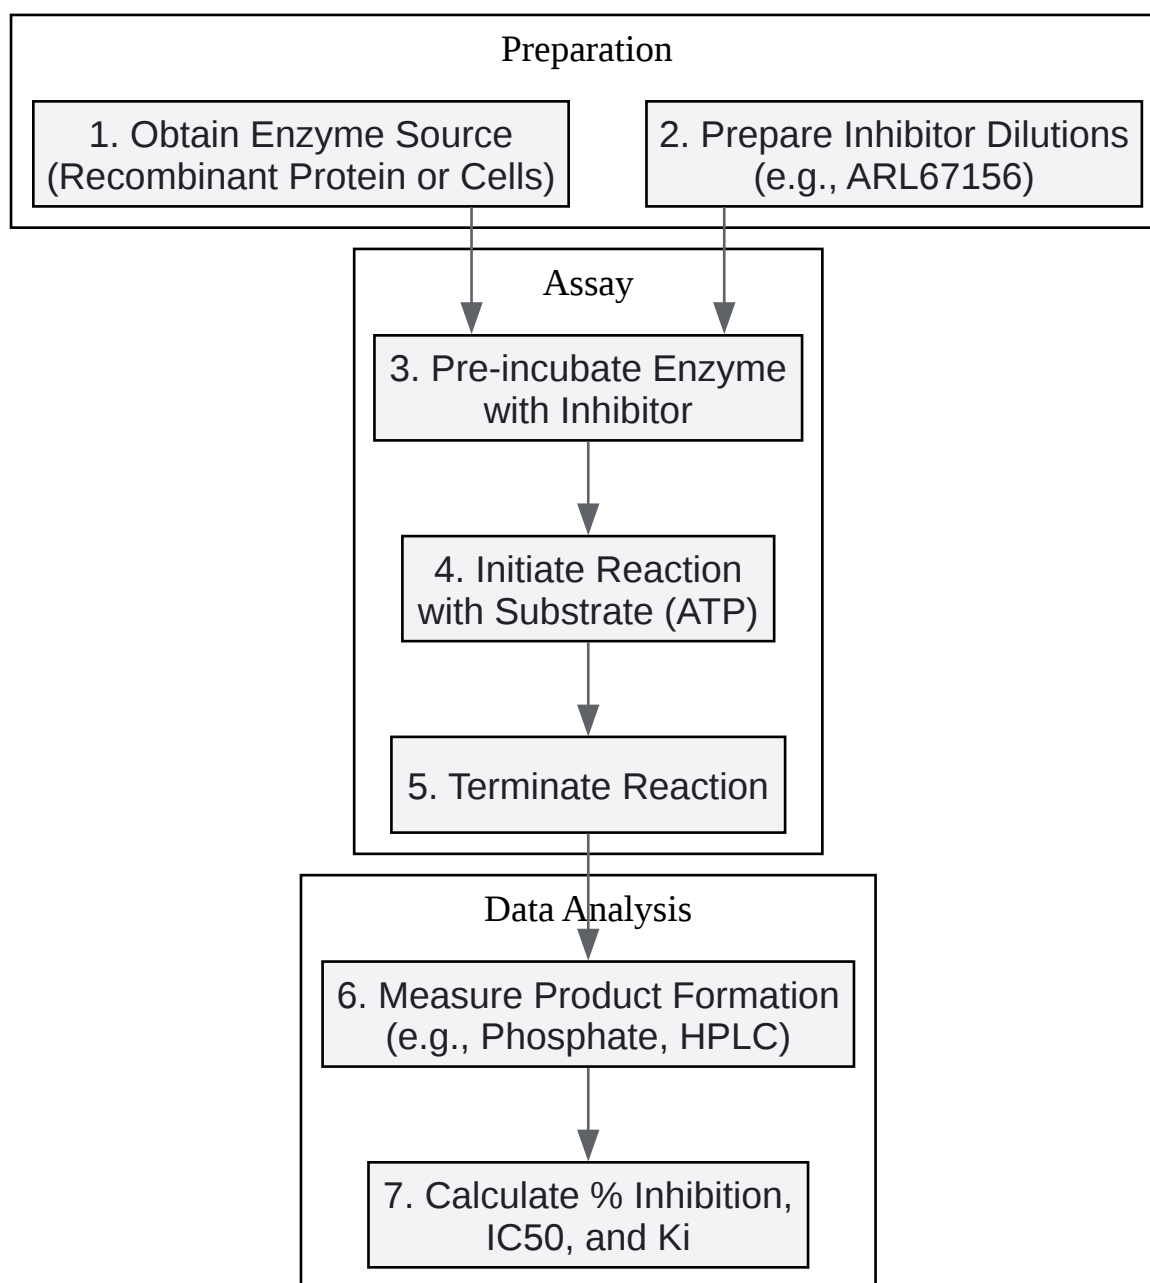 Preparation
1. Obtain Enzyme Source
(Recombinant Protein or Cells)
2. Prepare Inhibitor Dilutions
(e.g., ARL67156)
Assay
3. Pre-incubate Enzyme
with Inhibitor
4. Initiate Reaction
with Substrate (ATP)
5. Terminate Reaction
Data Analysis
6. Measure Product Formation
(e.g., Phosphate, HPLC)
7. Calculate % Inhibition,
IC50, and Ki